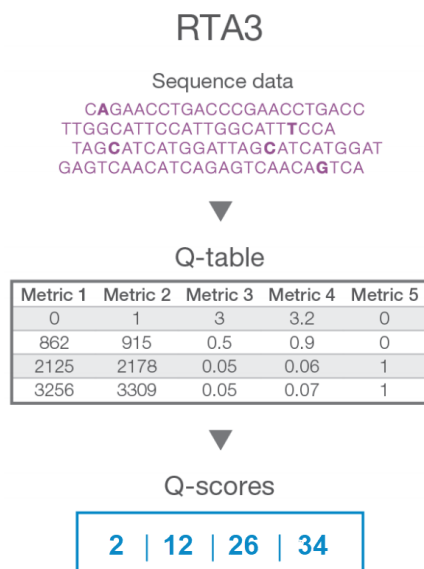 RTA3
Sequence data
CAGAACCTGACCCGAACCTGACC
TTGGCATTCCATTGGCATTTCCA
TAGCATCATGGATTAGCATCATGGAT
GAGTCAACATCAGAGTCAACAGTCA
Q-table
Metric 1 Metric 2 Metric 3 Metric 4 Metric 5
0 1 3 3.2 0
862 915 0.5 0.9 0
2125 2178 0.05 0.06 1
3256 3309 0.05 0.07 1
Q-scores
2 | 12 | 26 | 34